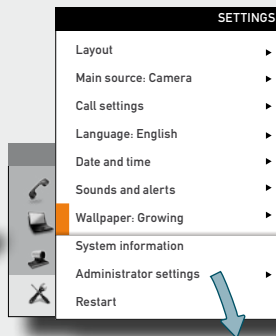 SETTINGS
Layout
Main source: Camera
Call settings
Language: English
Date and time
Sounds and alerts
Wallpaper: Growing
System information
Administrator settings
Restart